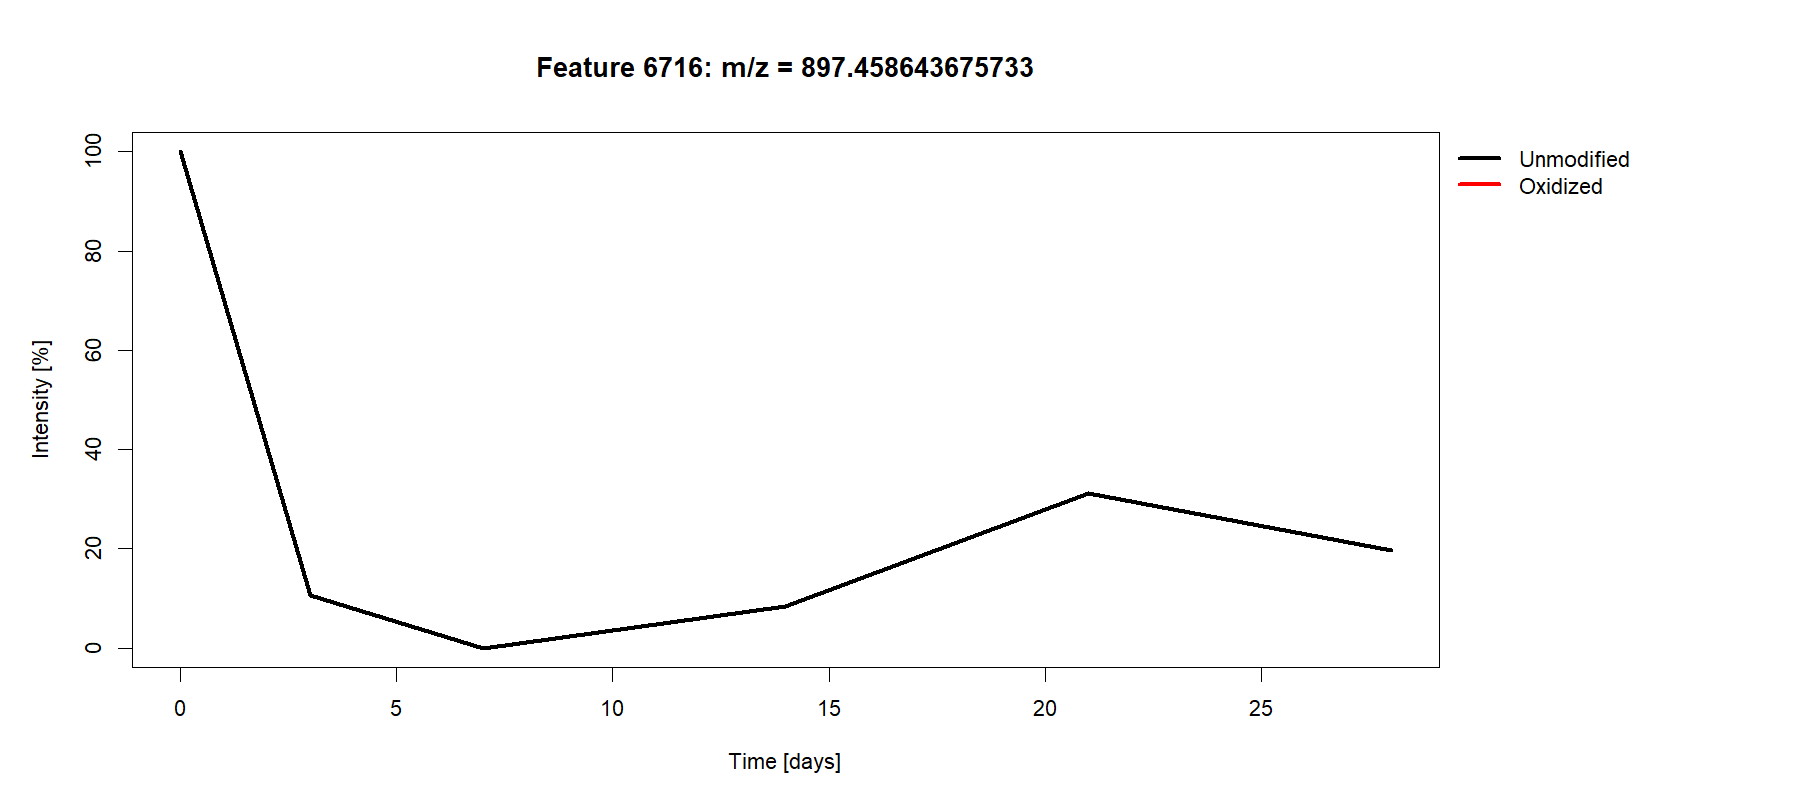 Feature 6716: m/z = 897.458643675733
Unmodified
Oxidized
Intensity [%]
100
80
60
40
20
0
0 5 10 15 20 25
Time [days]